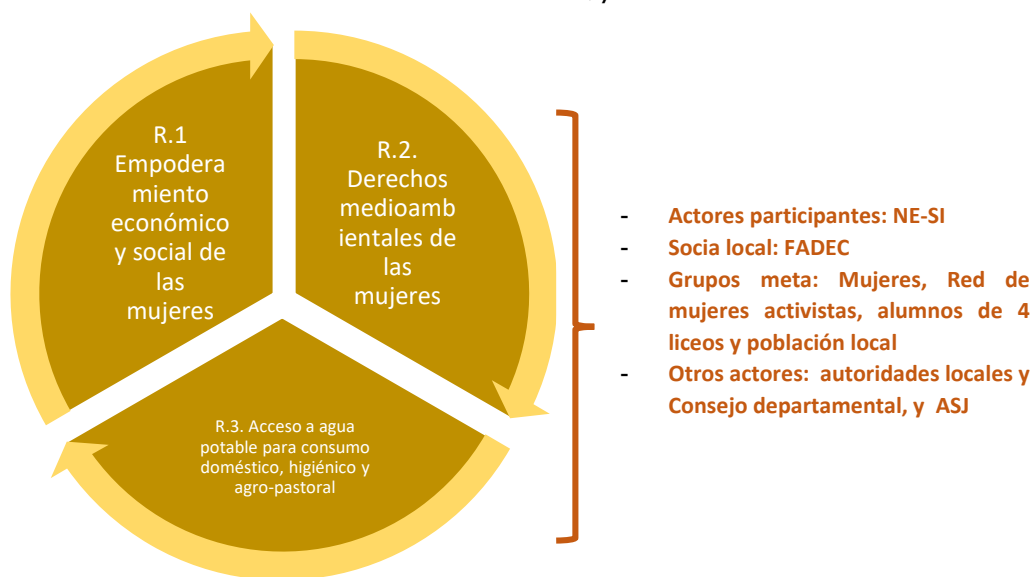 R.1
Empodera
miento
económico
y social de
las
mujeres
R.2.
Derechos
medioamb
ientales de
las
mujeres
R.3. Acceso a agua
potable para consumo
doméstico, higiénico y
agro-pastoral
- Actores participantes: NE-SI
- Socia local: FADEC
- Grupos meta: Mujeres, Red de
mujeres activistas, alumnos de 4
liceos y población local
- Otros actores: autoridades locales y
Consejo departamental, y ASJ